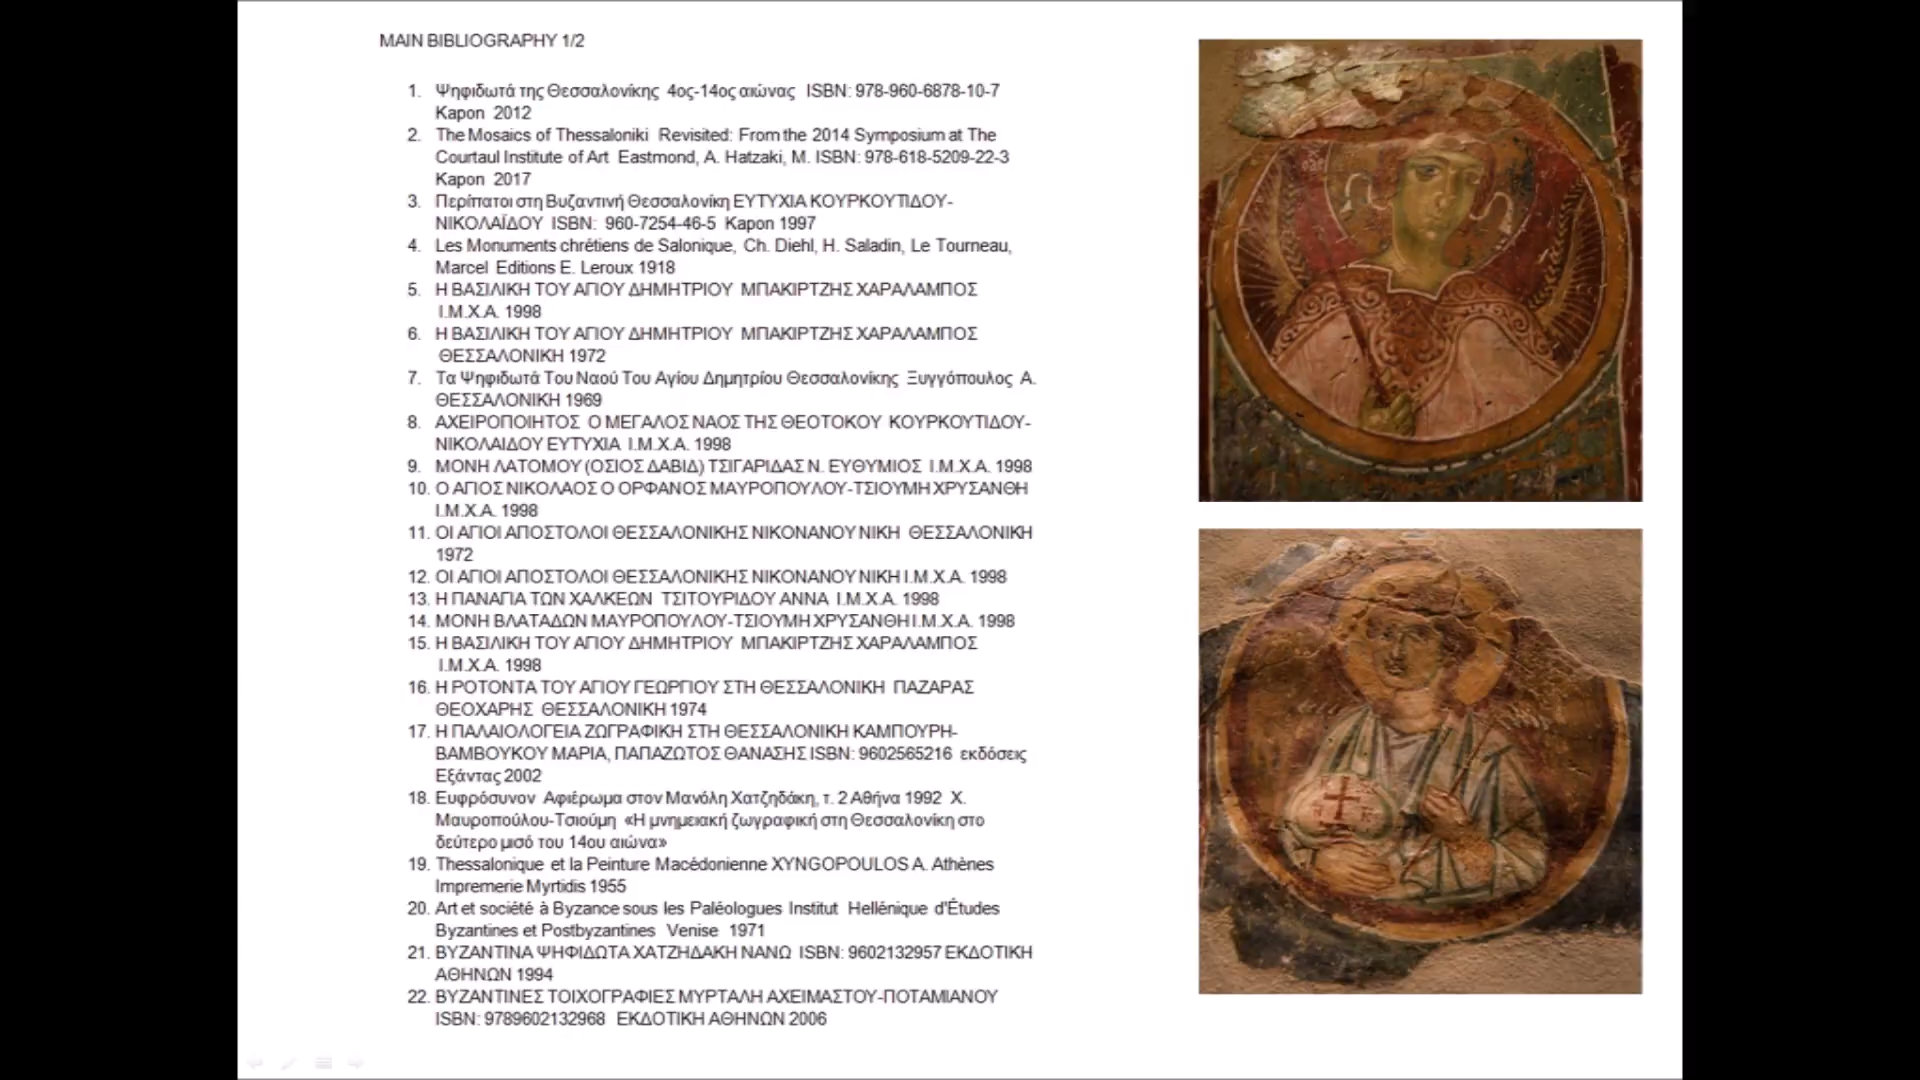 MAIN BIBLIOGRAPHY 1/2
1. Ψηφιδωτά της Θεσσαλονίκης 4ος-14ος αιώνας ISBN: 978-960-6878-10-7
Kapon 2012
2. The Mosaics of Thessaloniki Revisited: From the 2014 Symposium at The
Courtaul Institute of Art Eastmond, A. Hatzaki, M. ISBN: 978-618-5209-22-3
Kapon 2017
3. Περίπατοι στη Βυζαντινή Θεσσαλονίκη ΕΥΤΥΧΙΑ ΚΟΥΡΚΟΥΤΙΔΟΥ-
ΝΙΚΟΛΑΪΔΟΥ ISBN: 960-7254-46-5 Kapon 1997
4. Les Monuments chrétiens de Salonique, Ch. Diehl, H. Saladin, Le Tourneau,
Marcel Editions E. Leroux 1918
5. Η ΒΑΣΙΛΙΚΗ ΤΟΥ ΑΓΙΟΥ ΔΗΜΗΤΡΙΟΥ ΜΠΑΚΙΡΤΖΗΣ ΧΑΡΑΛΑΜΠΟΣ
Ι.Μ.Χ.Α. 1998
6. Η ΒΑΣΙΛΙΚΗ ΤΟΥ ΑΓΙΟΥ ΔΗΜΗΤΡΙΟΥ ΜΠΑΚΙΡΤΖΗΣ ΧΑΡΑΛΑΜΠΟΣ
ΘΕΣΣΑΛΟΝΙΚΗ 1972
7. Τα Ψηφιδωτά Του Ναού Του Αγίου Δημητρίου Θεσσαλονίκης Ξυγγόπουλος Α.
ΘΕΣΣΑΛΟΝΙΚΗ 1969
8. ΑΧΕΙΡΟΠΟΙΗΤΟΣ Ο ΜΕΓΑΛΟΣ ΝΑΟΣ ΤΗΣ ΘΕΟΤΟΚΟΥ ΚΟΥΡΚΟΥΤΙΔΟΥ-
ΝΙΚΟΛΑΙΔΟΥ ΕΥΤΥΧΙΑ Ι.Μ.Χ.Α. 1998
9. ΜΟΝΗ ΛΑΤΟΜΟΥ (ΟΣΙΟΣ ΔΑΒΙΔ) ΤΣΙΓΑΡΙΔΑΣ Ν. ΕΥΘΥΜΙΟΣ Ι.Μ.Χ.Α. 1998
10. Ο ΑΓΙΟΣ ΝΙΚΟΛΑΟΣ Ο ΟΡΦΑΝΟΣ ΜΑΥΡΟΠΟΥΛΟΥ-ΤΣΙΟΥΜΗ ΧΡΥΣΑΝΘΗ
Ι.Μ.Χ.Α. 1998
11. ΟΙ ΑΓΙΟΙ ΑΠΟΣΤΟΛΟΙ ΘΕΣΣΑΛΟΝΙΚΗΣ ΝΙΚΟΝΑΝΟΥ ΝΙΚΗ ΘΕΣΣΑΛΟΝΙΚΗ
1972
12. ΟΙ ΑΓΙΟΙ ΑΠΟΣΤΟΛΟΙ ΘΕΣΣΑΛΟΝΙΚΗΣ ΝΙΚΟΝΑΝΟΥ ΝΙΚΗ Ι.Μ.Χ.Α. 1998
13. Η ΠΑΝΑΓΙΑ ΤΩΝ ΧΑΛΚΕΩΝ ΤΣΙΤΟΥΡΙΔΟΥ ΑΝΝΑ Ι.Μ.Χ.Α. 1998
14. ΜΟΝΗ ΒΛΑΤΑΔΩΝ ΜΑΥΡΟΠΟΥΛΟΥ-ΤΣΙΟΥΜΗ ΧΡΥΣΑΝΘΗ Ι.Μ.Χ.Α. 1998
15. Η ΒΑΣΙΛΙΚΗ ΤΟΥ ΑΓΙΟΥ ΔΗΜΗΤΡΙΟΥ ΜΠΑΚΙΡΤΖΗΣ ΧΑΡΑΛΑΜΠΟΣ
Ι.Μ.Χ.Α. 1998
16. Η ΡΟΤΟΝΤΑ ΤΟΥ ΑΓΙΟΥ ΓΕΩΡΓΙΟΥ ΣΤΗ ΘΕΣΣΑΛΟΝΙΚΗ ΠΑΖΑΡΑΣ
ΘΕΟΧΑΡΗΣ ΘΕΣΣΑΛΟΝΙΚΗ 1974
17. Η ΠΑΛΑΙΟΛΟΓΕΙΑ ΖΩΓΡΑΦΙΚΗ ΣΤΗ ΘΕΣΣΑΛΟΝΙΚΗ ΚΑΜΠΟΥΡΗ-
ΒΑΜΒΟΥΚΟΥ ΜΑΡΙΑ, ΠΑΠΑΖΩΤΟΣ ΘΑΝΑΣΗΣ ISBN: 9602565216 εκδόσεις
Εξάντας 2002
18. Ευφρόσυνον Αφιέρωμα στον Μανόλη Χατζηδάκη, τ. 2 Αθήνα 1992 Χ.
Μαυροπούλου-Τσιούμη «Η μνημειακή ζωγραφική στη Θεσσαλονίκη στο
δεύτερο μισό του 14ου αιώνα»
19. Thessalonique et la Peinture Macédonienne XYNGOPOULOS A. Athènes
Impremerie Myrtidis 1955
20. Art et société à Byzance sous les Paléologues Institut Hellénique d'Études
Byzantines et Postbyzantines Venise 1971
21. ΒΥΖΑΝΤΙΝΑ ΨΗΦΙΔΩΤΑ ΧΑΤΖΗΔΑΚΗ ΝΑΝΩ ISBN: 9602132957 ΕΚΔΟΤΙΚΗ
ΑΘΗΝΩΝ 1994
22. ΒΥΖΑΝΤΙΝΕΣ ΤΟΙΧΟΓΡΑΦΙΕΣ ΜΥΡΤΑΛΗ ΑΧΕΙΜΑΣΤΟΥ-ΠΟΤΑΜΙΑΝΟΥ
ISBN: 9789602132968 ΕΚΔΟΤΙΚΗ ΑΘΗΝΩΝ 2006